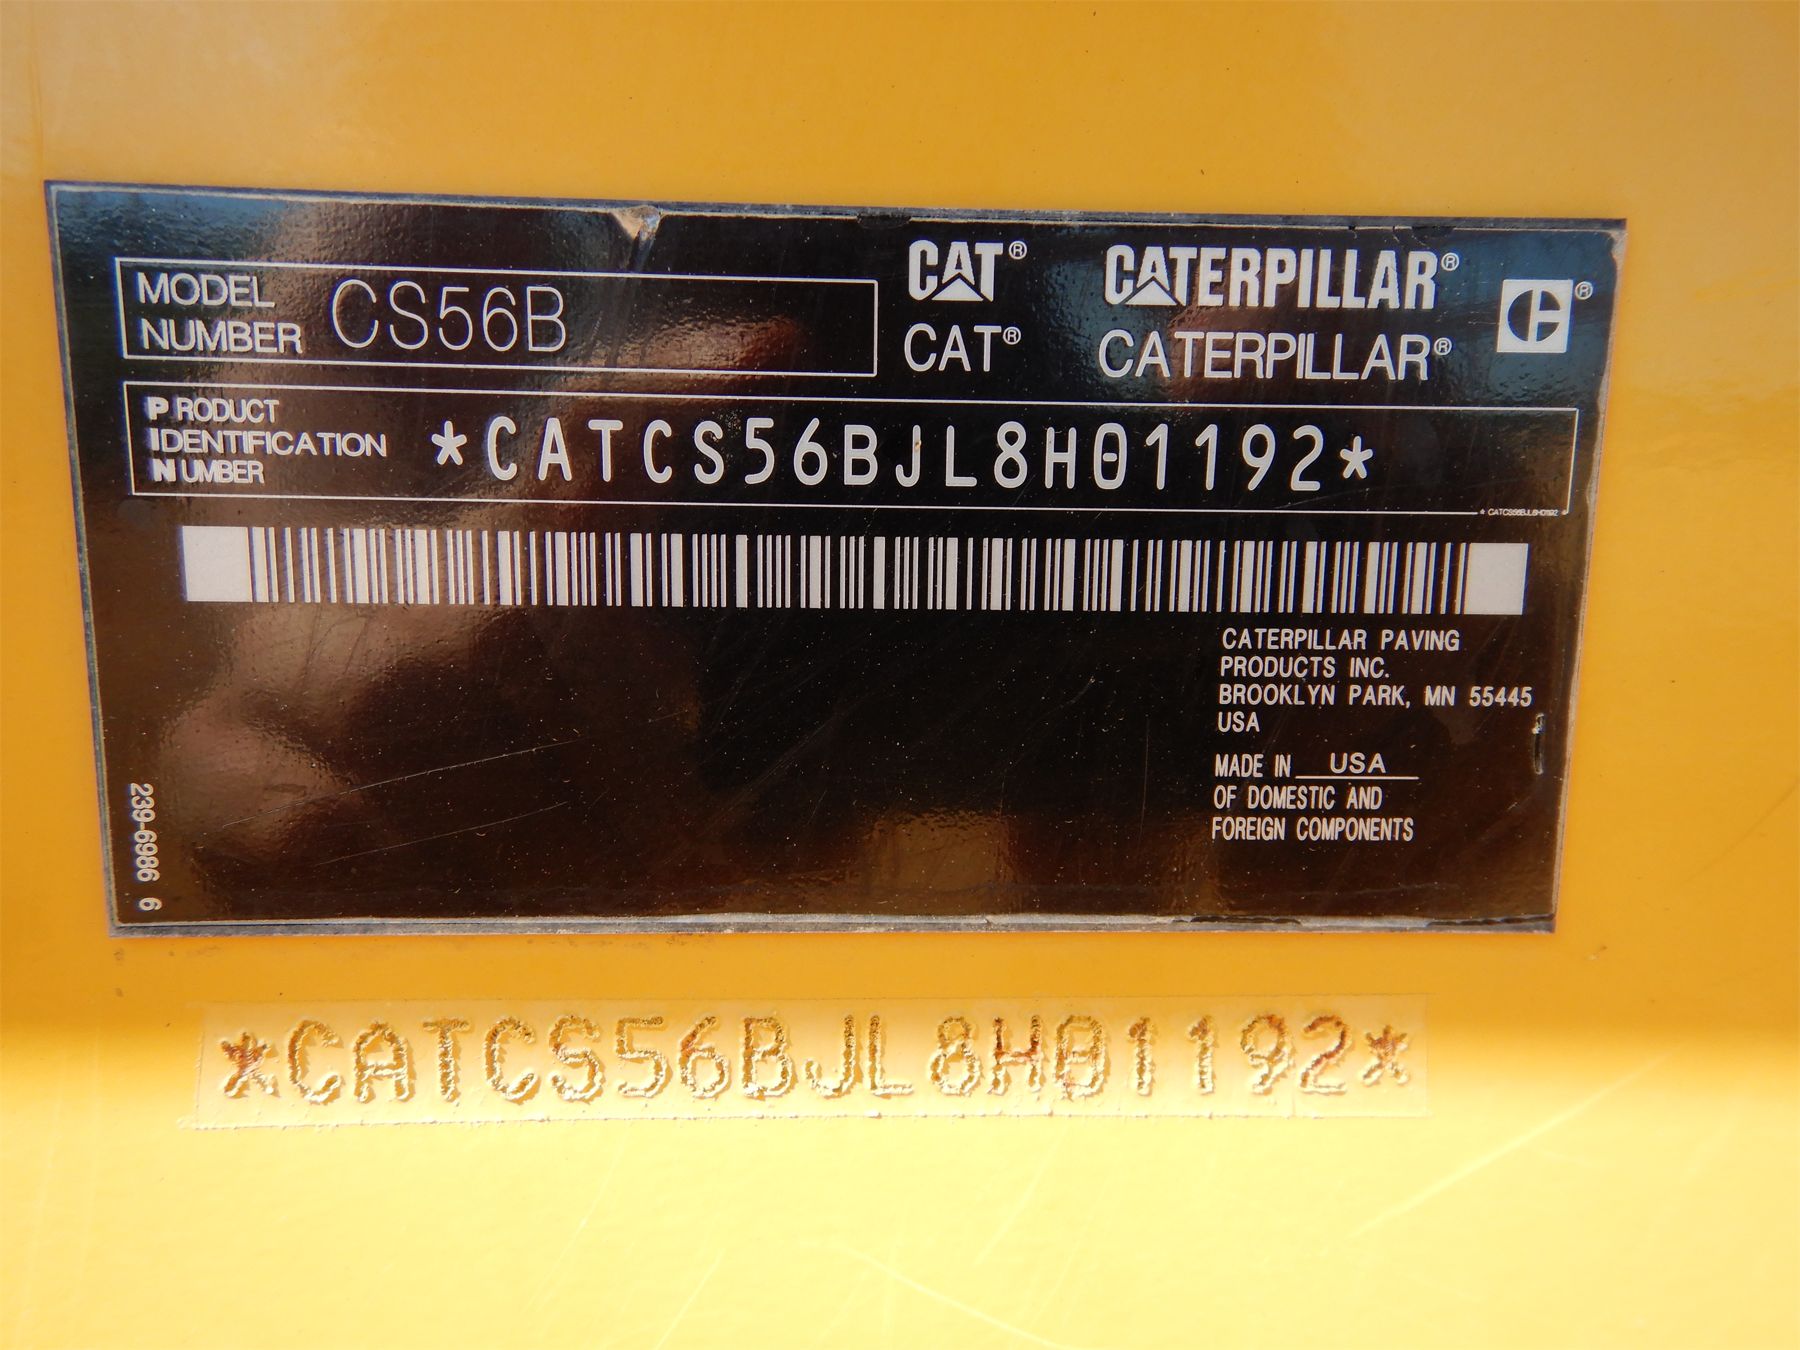 CAT® CATERPILLAR®
MODEL NUMBER CS56B
CAT® CATERPILLAR®
PRODUCT
IDENTIFICATION
NUMBER
*CATCS56BJL8H01192*
* CATCS56BJL8H01192 *
CATERPILLAR PAVING
PRODUCTS INC.
BROOKLYN PARK, MN 55445
USA
MADE IN USA
OF DOMESTIC AND
FOREIGN COMPONENTS
239-6986 6
*CATCS56BJL8H01192*